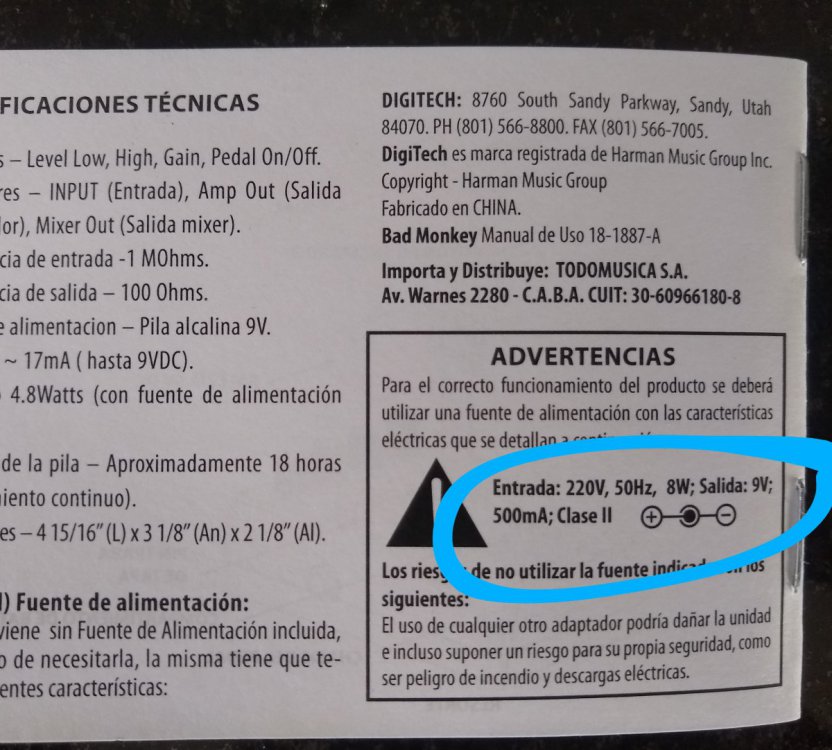 FICACIONES TÉCNICAS
s – Level Low, High, Gain, Pedal On/Off.
res – INPUT (Entrada), Amp Out (Salida
or), Mixer Out (Salida mixer).
cia de entrada -1 MOhms.
cia de salida – 100 Ohms.
e alimentacion – Pila alcalina 9V.
~ 17mA ( hasta 9VDC).
4.8Watts (con fuente de alimentación
de la pila – Aproximadamente 18 horas
iento continuo).
es – 4 15/16” (L) x 3 1/8” (An) x 2 1/8” (Al).
l) Fuente de alimentación:
viene sin Fuente de Alimentación incluida,
o de necesitarla, la misma tiene que te-
entes características:
DIGITECH: 8760 South Sandy Parkway, Sandy, Utah
84070. PH (801) 566-8800. FAX (801) 566-7005.
DigiTech es marca registrada de Harman Music Group Inc.
Copyright - Harman Music Group
Fabricado en CHINA.
Bad Monkey Manual de Uso 18-1887-A
Importa y Distribuye: TODOMUSICA S.A.
Av. Warnes 2280 - C.A.B.A. CUIT: 30-60966180-8
ADVERTENCIAS
Para el correcto funcionamiento del producto se deberá
utilizar una fuente de alimentación con las características
eléctricas que se detallan a
Entrada: 220V, 50Hz, 8W; Salida: 9V;
500mA; Clase II
Los riesg de no utilizar la fuente indicad los
siguientes:
El uso de cualquier otro adaptador podría dañar la unidad
e incluso suponer un riesgo para su propia seguridad, como
ser peligro de incendio y descargas eléctricas.